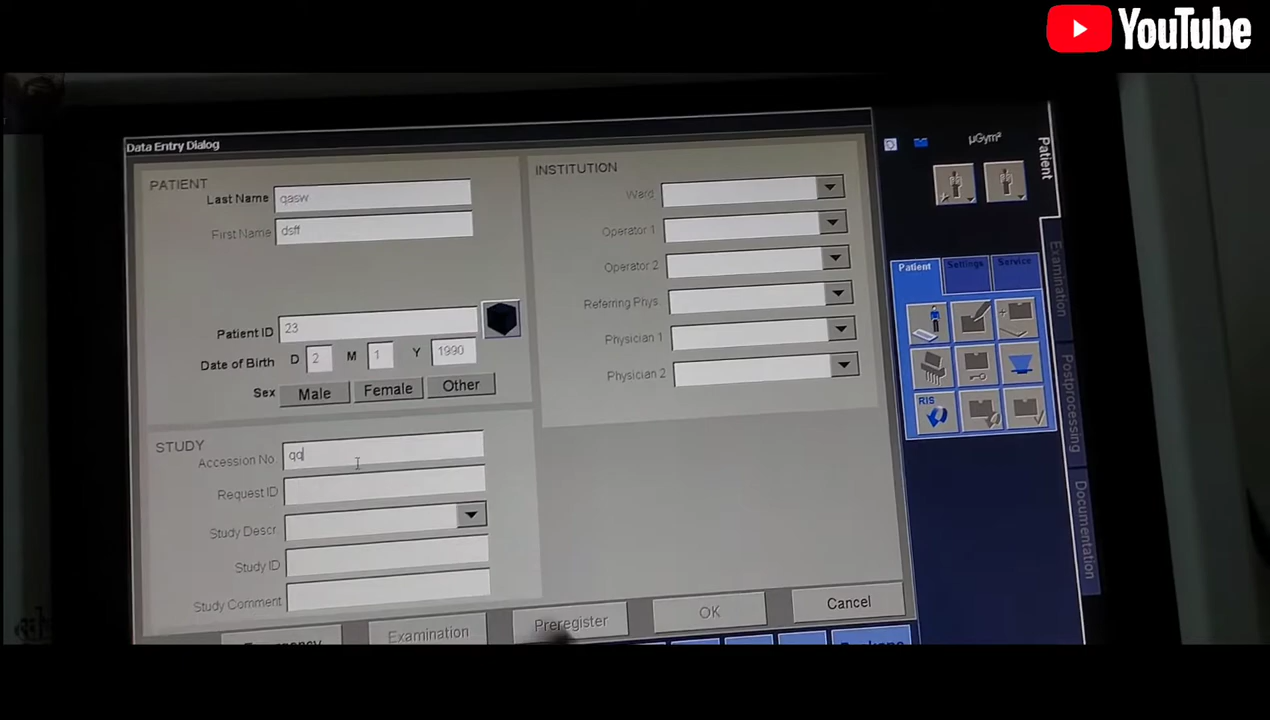 YouTube
Data Entry Dialog
PATIENT
Last Name qasw
First Name dsff
Patient ID 23
Date of Birth D 2 M 1 Y 1990
Sex Male Female Other
STUDY
Accession No. qd
Request ID
Study Descr
Study ID
Study Comment
INSTITUTION
Ward
Operator 1
Operator 2
Referring Phys
Physician 1
Physician 2
Examination
Preregister
OK
Cancel
µGym²
Patient
Settings
Service
RIS
Patient
Examination
Postprocessing
Documentation